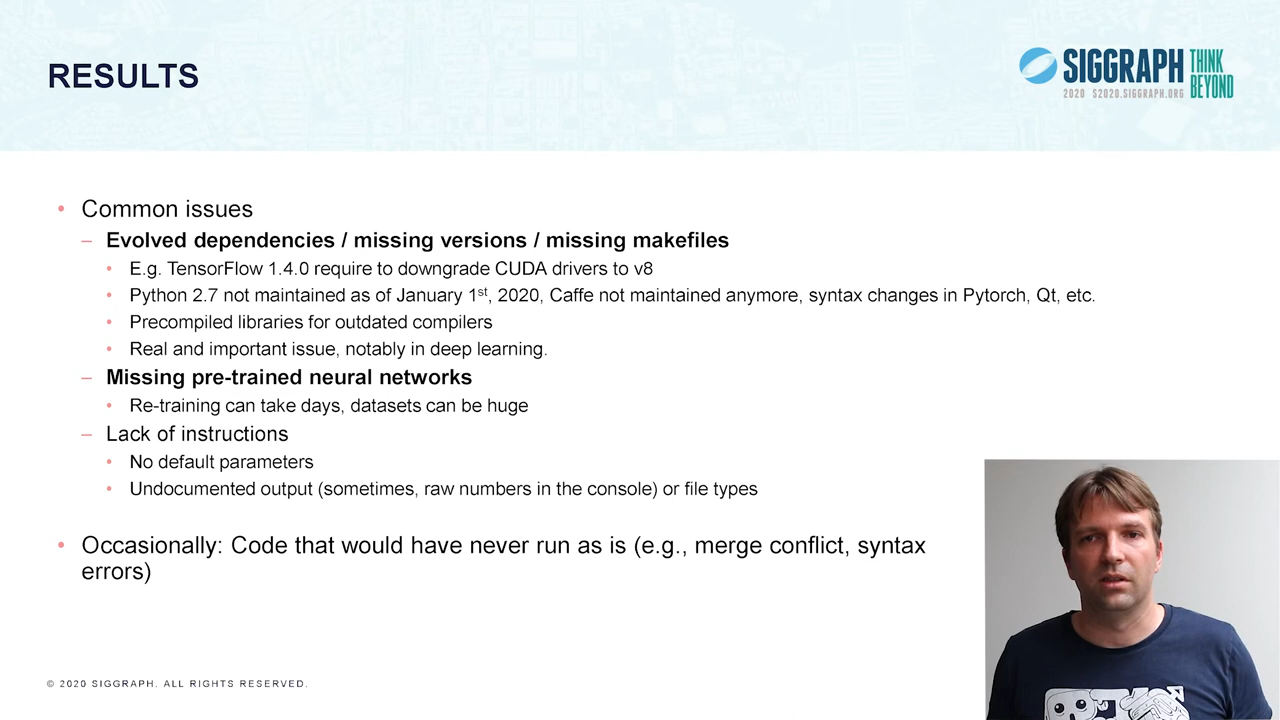 RESULTS
SIGGRAPH
THINK
BEYOND
2020 S2020.SIGGRAPH.ORG
• Common issues
– Evolved dependencies / missing versions / missing makefiles
• E.g. TensorFlow 1.4.0 require to downgrade CUDA drivers to v8
• Python 2.7 not maintained as of January 1st, 2020, Caffe not maintained anymore, syntax changes in Pytorch, Qt, etc.
• Precompiled libraries for outdated compilers
• Real and important issue, notably in deep learning.
– Missing pre-trained neural networks
• Re-training can take days, datasets can be huge
– Lack of instructions
• No default parameters
• Undocumented output (sometimes, raw numbers in the console) or file types
• Occasionally: Code that would have never run as is (e.g., merge conflict, syntax
errors)
© 2020 SIGGRAPH. ALL RIGHTS RESERVED.